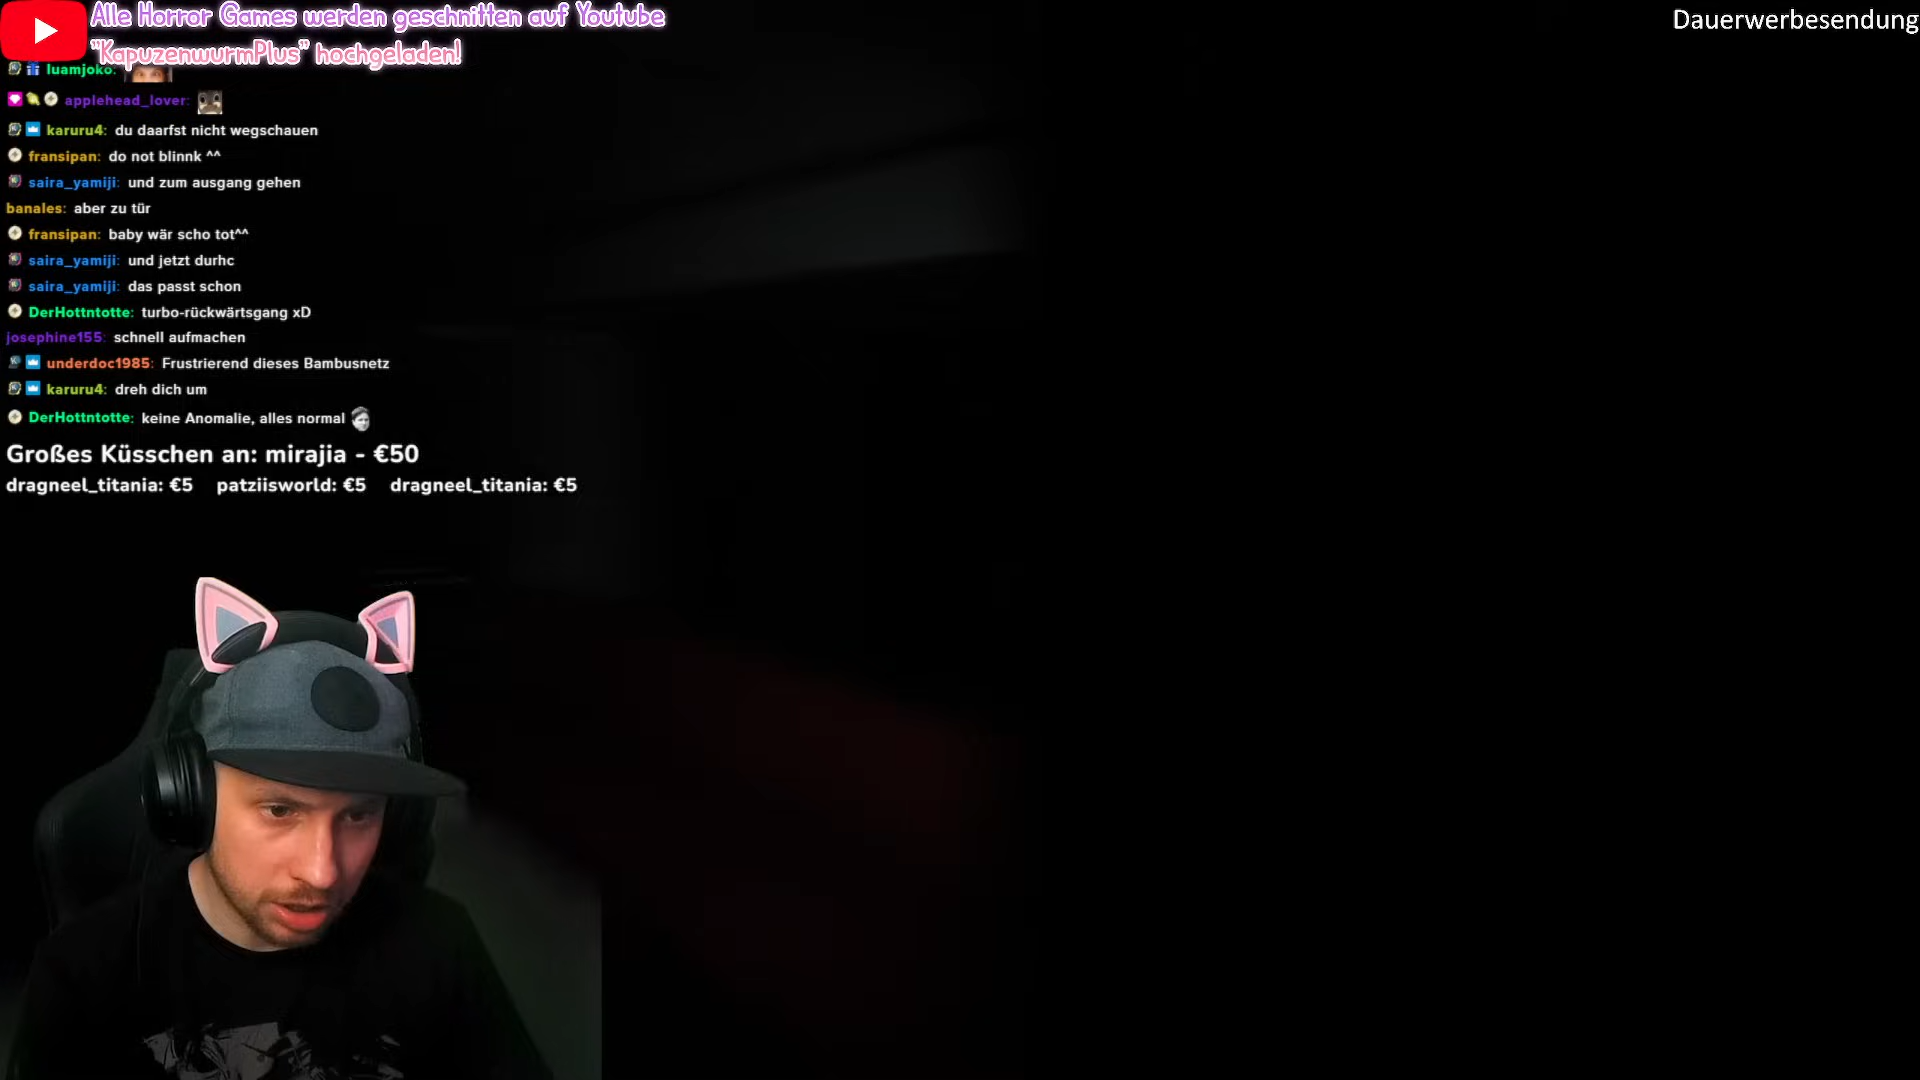 Alle Horror Games werden geschnitten auf Youtube
"KapuzenwurmPlus" hochgeladen!
Dauerwerbesendung
luamjoko:
applehead_lover:
karuru4: du daarfst nicht wegschauen
fransipan: do not blinnk ^^
saira_yamiji: und zum ausgang gehen
banales: aber zu tür
fransipan: baby wär scho tot^^
saira_yamiji: und jetzt durhc
saira_yamiji: das passt schon
DerHottntotte: turbo-rückwärtsgang xD
josephine155: schnell aufmachen
underdoc1985: Frustrierend dieses Bambusnetz
karuru4: dreh dich um
DerHottntotte: keine Anomalie, alles normal
Großes Küsschen an: mirajia - €50
dragneel_titania: €5 patziisworld: €5 dragneel_titania: €5